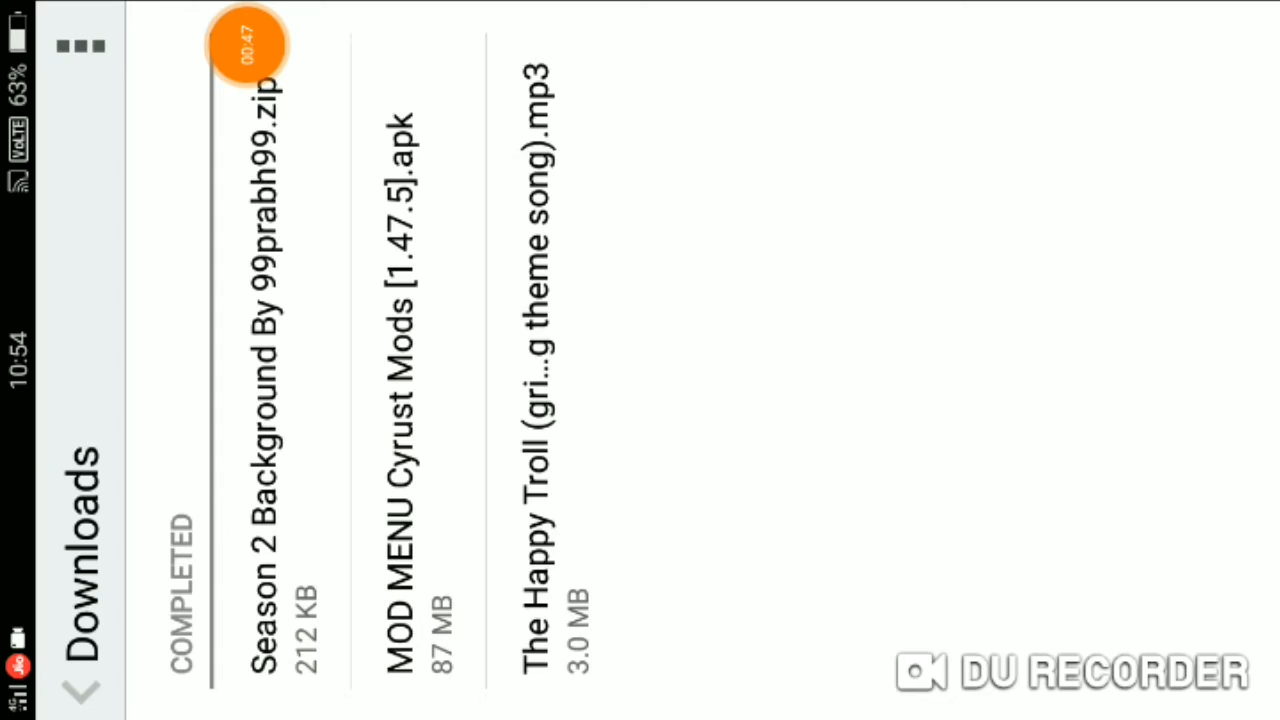 4G Jio 10:54 VoLTE 63%
Downloads
00:47
COMPLETED
Season 2 Background By 99prabh99.zip
212 KB
MOD MENU Cyrust Mods [1.47.5].apk
87 MB
The Happy Troll (gri...g theme song).mp3
3.0 MB
DU RECORDER